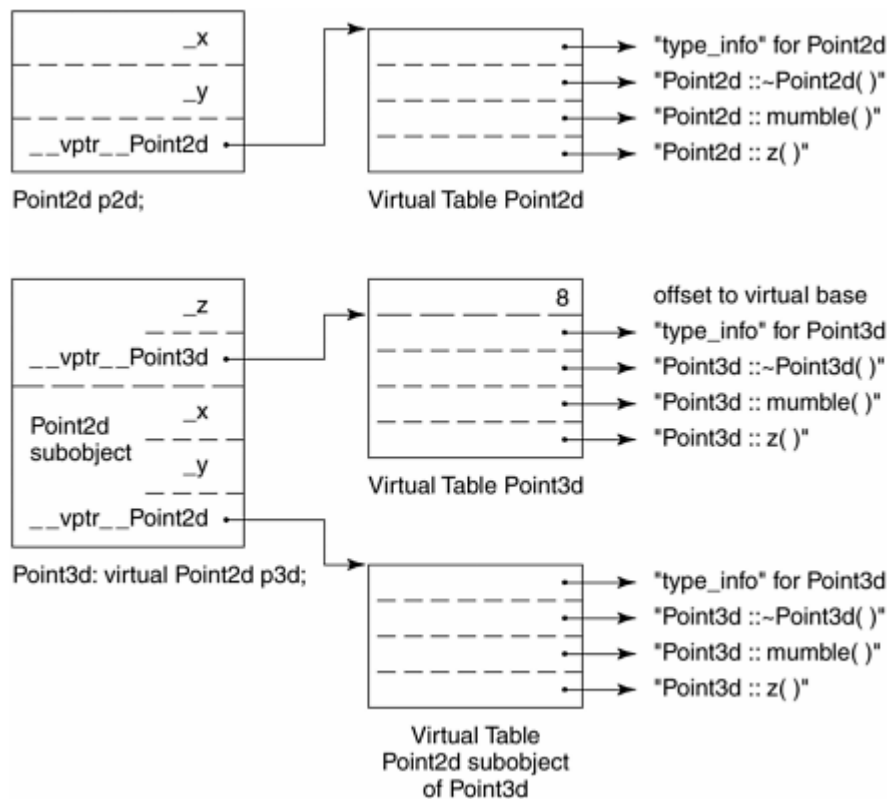 _x
_y
__vptr__Point2d
Point2d p2d;
"type_info" for Point2d
"Point2d ::~Point2d( )"
"Point2d :: mumble( )"
"Point2d :: z( )"
Virtual Table Point2d
_z
__vptr__Point3d
Point2d
subobject
_x
_y
__vptr__Point2d
Point3d: virtual Point2d p3d;
8
offset to virtual base
"type_info" for Point3d
"Point3d ::~Point3d( )"
"Point3d :: mumble( )"
"Point3d :: z( )"
Virtual Table Point3d
"type_info" for Point3d
"Point3d ::~Point3d( )"
"Point3d :: mumble( )"
"Point3d :: z( )"
Virtual Table
Point2d subobject
of Point3d